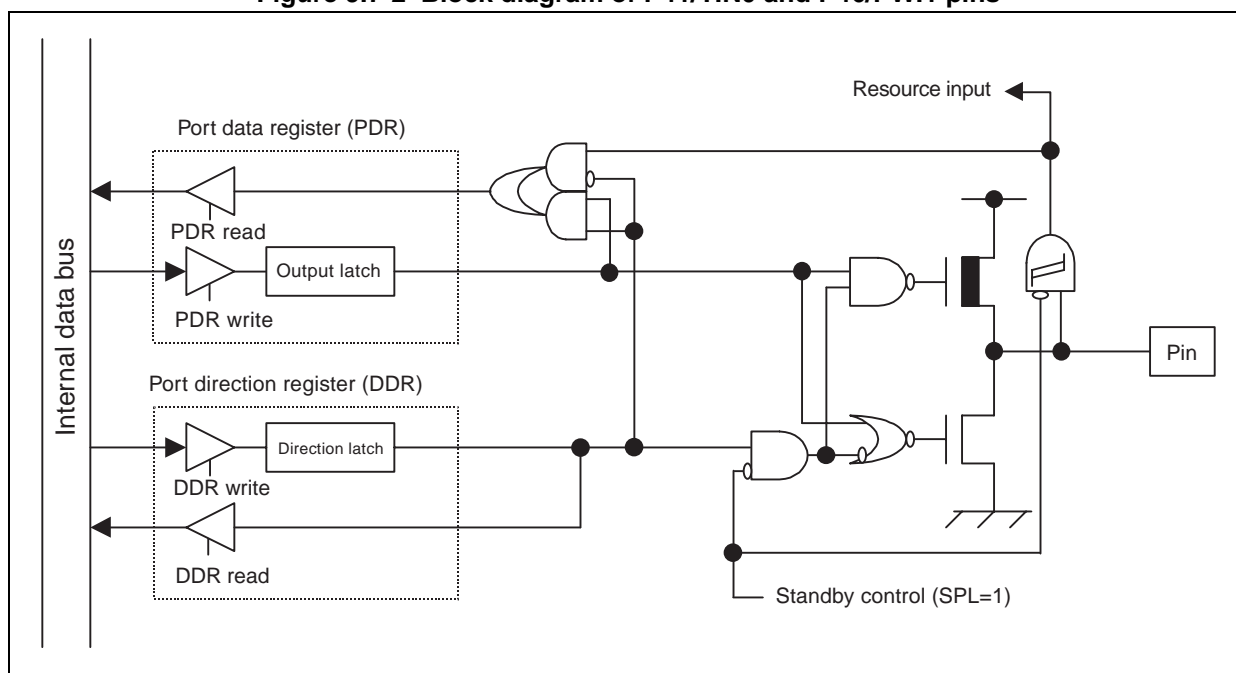 Resource input
Port data register (PDR)
PDR read
Output latch
PDR write
Internal data bus
Pin
Port direction register (DDR)
Direction latch
DDR write
DDR read
Standby control (SPL=1)